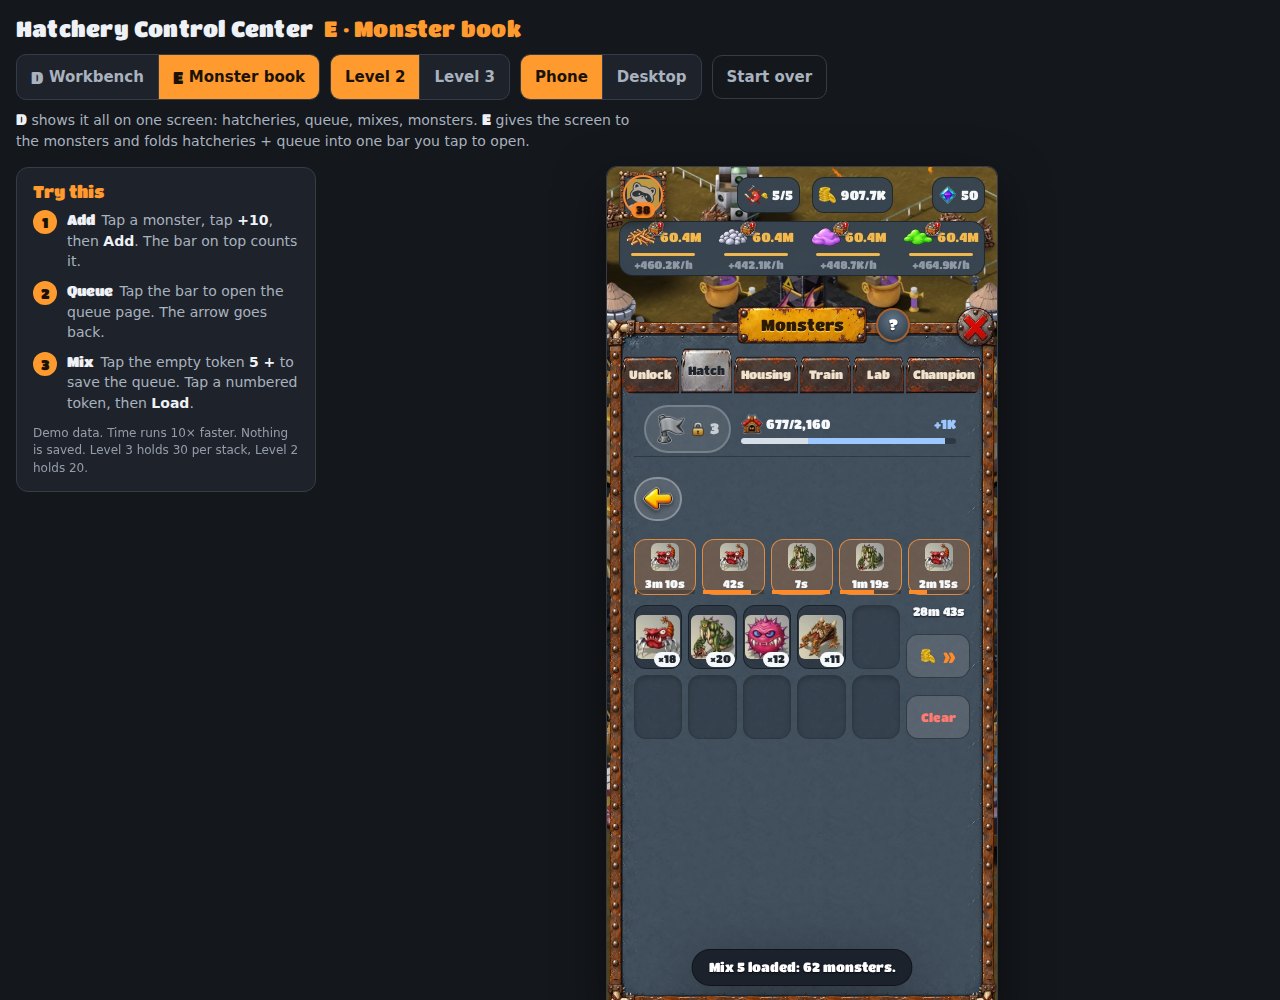 Hatchery Control Center E · Monster book
D Workbench E Monster book Level 2 Level 3 Phone Desktop Start over
D shows it all on one screen: hatcheries, queue, mixes, monsters. E gives the screen to
the monsters and folds hatcheries + queue into one bar you tap to open.
Try this
1 Add Tap a monster, tap +10,
then Add. The bar on top counts
it.
2 Queue Tap the bar to open the
queue page. The arrow goes
back.
3 Mix Tap the empty token 5 + to
save the queue. Tap a numbered
token, then Load.
Demo data. Time runs 10× faster. Nothing
is saved. Level 3 holds 30 per stack, Level 2
holds 20.
30 5/5 907.7K 50
60.4M 60.4M 60.4M 60.4M
+460.2K/h +442.1K/h +448.7K/h +464.9K/h
Monsters ?
Unlock Hatch Housing Train Lab Champion
3 677/2,160 +1K
3m 10s 42s 7s 1m 19s 2m 15s
28m 43s
×18 ×20 ×12 ×11
Clear
Mix 5 loaded: 62 monsters.